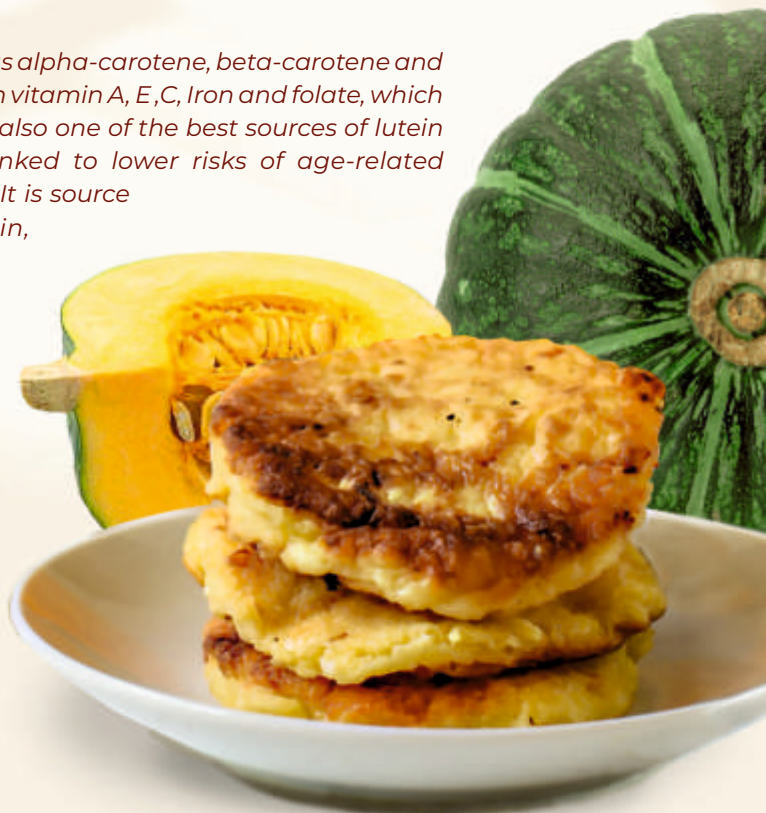 s alpha-carotene, beta-carotene and
vitamin A, E ,C, Iron and folate, which
also one of the best sources of lutein
nked to lower risks of age-related
It is source
in,